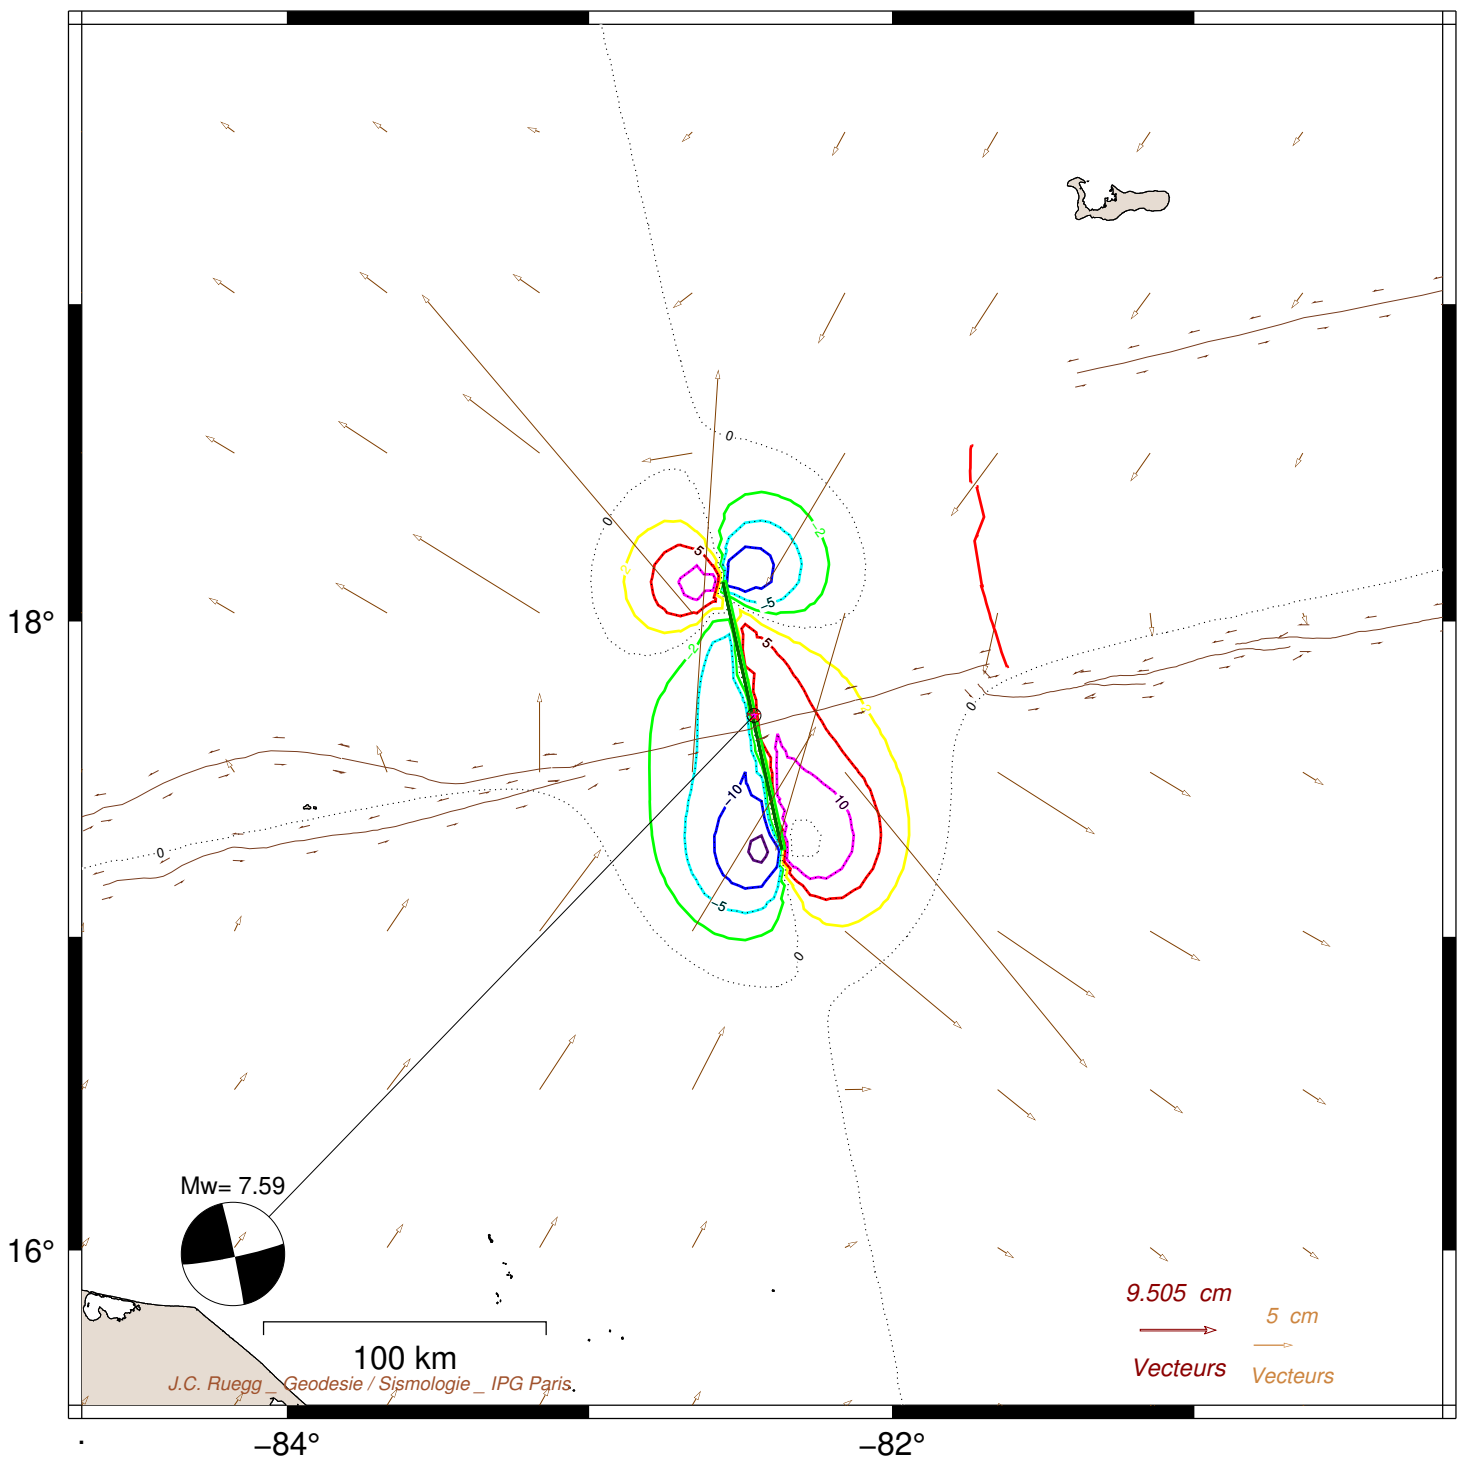 0
0
−2
5
2
−5
18°
−2
5
2
0
−10
10
0
−5
0
Mw= 7.59
16°
9.505 cm
5 cm
Vecteurs
Vecteurs
100 km
J.C. Ruegg _ Geodesie / Sismologie _ IPG Paris.
−84°
−82°